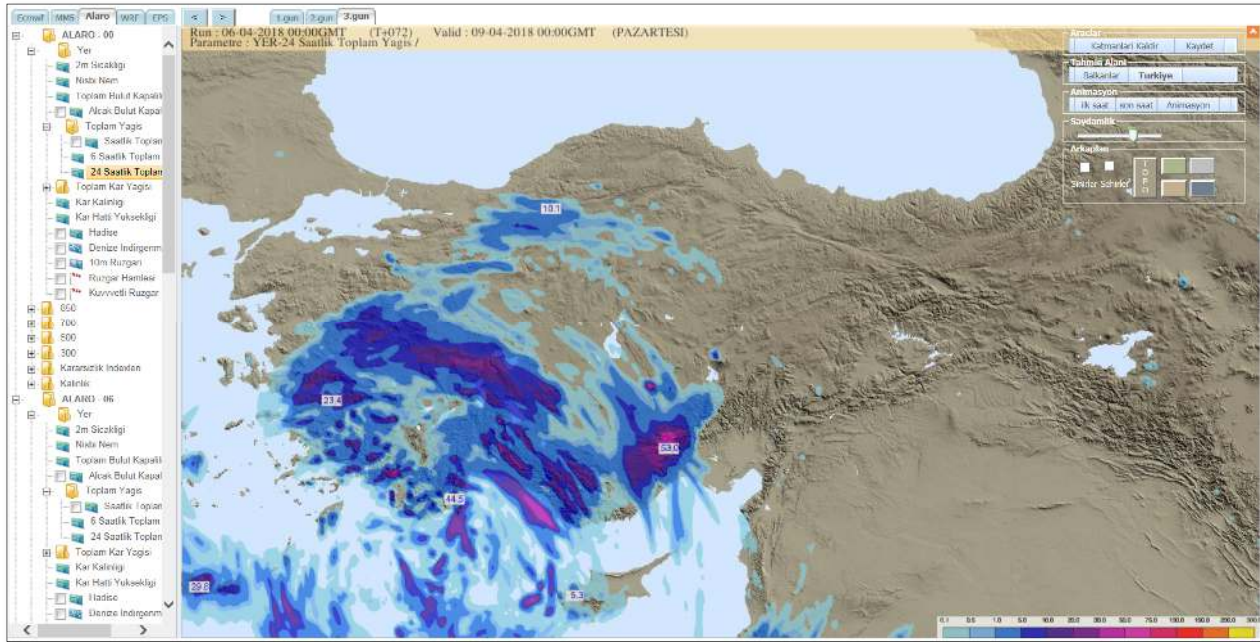 Ecmwf MM5 Alaro WRF EPS
< > 1.gun 2.gun 3.gun
Run : 06-04-2018 00:00GMT (T+072) Valid : 09-04-2018 00:00GMT (PAZARTESI)
Parametre : YER-24 Saatlik Toplam Yagis /
ALARO - 00
Yer
2m Sicakligi
Nisbi Nem
Toplam Bulut Kapalil
Alcak Bulut Kapal
Toplam Yagis
Saatlik Toplam
6 Saatlik Toplam
24 Saatlik Toplam
Toplam Kar Yagisi
Kar Kalinligi
Kar Hatti Yuksekligi
Hadise
Denize Indirgenm
10m Ruzgari
Ruzgar Hamlesi
Kuvvetli Ruzgar
850
700
500
300
Kararsizlik Indexleri
Kalinlik
ALARO - 06
Yer
2m Sicakligi
Nisbi Nem
Toplam Bulut Kapalil
Alcak Bulut Kapal
Toplam Yagis
Saatlik Toplam
6 Saatlik Toplam
24 Saatlik Toplam
Toplam Kar Yagisi
Kar Kalinligi
Kar Hatti Yuksekligi
Hadise
Denize Indirgenm
Araclar
Katmanlari Kaldir Kaydet
Tahmin Alani
Balkanlar Turkiye
Animasyon
ilk saat son saat Animasyon
Saydamlik
Arkaplan
Sinirlar Sehirler
TOPO
10.1
23.4
53.0
44.5
29.8
5.3
0.1 0.5 1.0 5.0 10.0 20.0 30.0 50.0 75.0 100.0 150.0 200.0